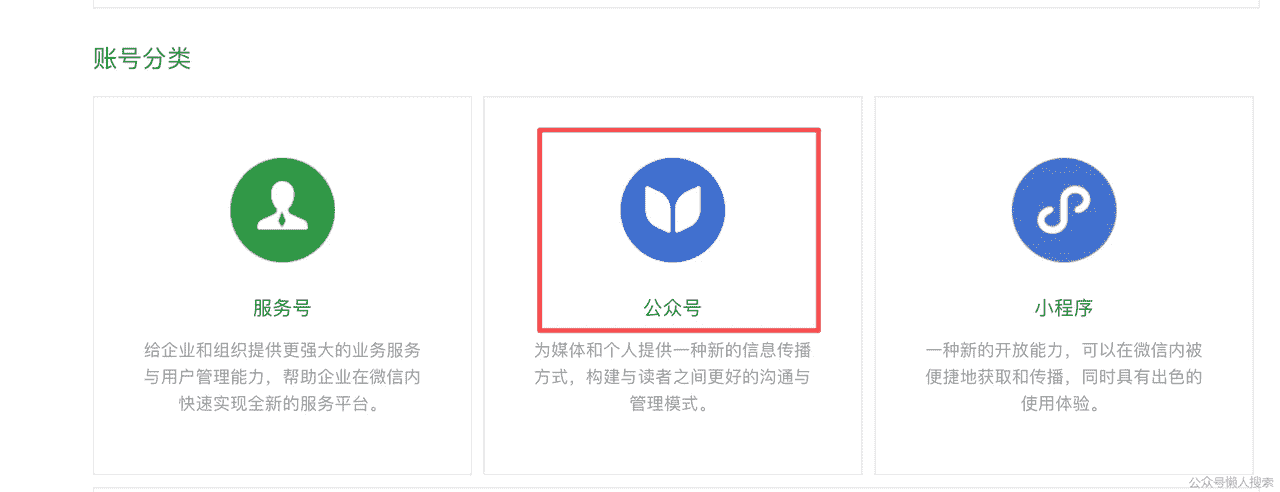 账号分类
服务号
给企业和组织提供更强大的业务服务
与用户管理能力，帮助企业在微信内
快速实现全新的服务平台。
公众号
为媒体和个人提供一种新的信息传播
方式，构建与读者之间更好的沟通与
管理模式。
小程序
一种新的开放能力，可以在微信内被
便捷地获取和传播，同时具有出色的
使用体验。
公众号懒人搜索